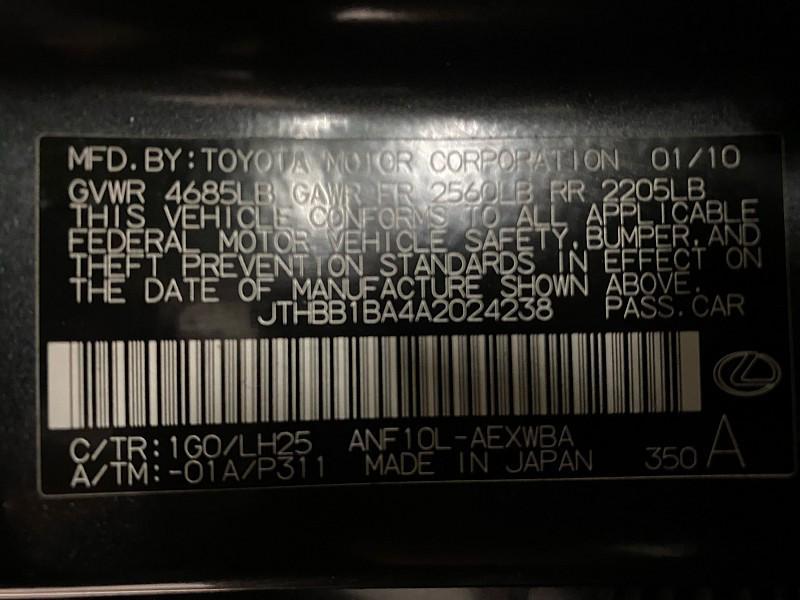 MFD. BY: TOYOTA MOTOR CORPORATION 01/10
GVWR 4685LB GAWR FR 2560LB RR 2205LB
THIS VEHICLE CONFORMS TO ALL APPLICABLE
FEDERAL MOTOR VEHICLE SAFETY, BUMPER, AND
THEFT PREVENTION STANDARDS IN EFFECT ON
THE DATE OF MANUFACTURE SHOWN ABOVE.
JTHBB1BA4A2024238 PASS. CAR
C/TR: 1G0/LH25 ANF10L-AEXWBA
A/TM: -01A/P311 MADE IN JAPAN 350 A